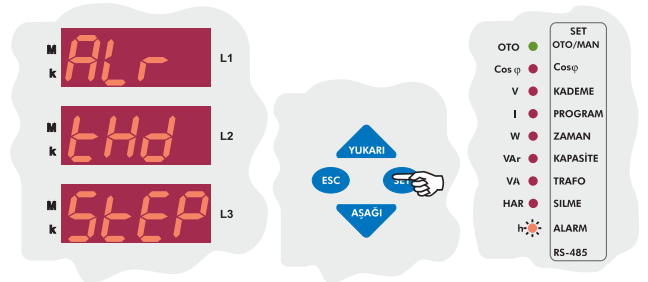 M
k
ALr
L1
M
k
tHd
L2
M
k
StEP
L3
YUKARI
ESC
SET
AŞAĞI
SET
OTO OTO/MAN
Cos φ Cosφ
V KADEME
I PROGRAM
W ZAMAN
VAr KAPASİTE
VA TRAFO
HAR SILME
h ALARM
RS-485